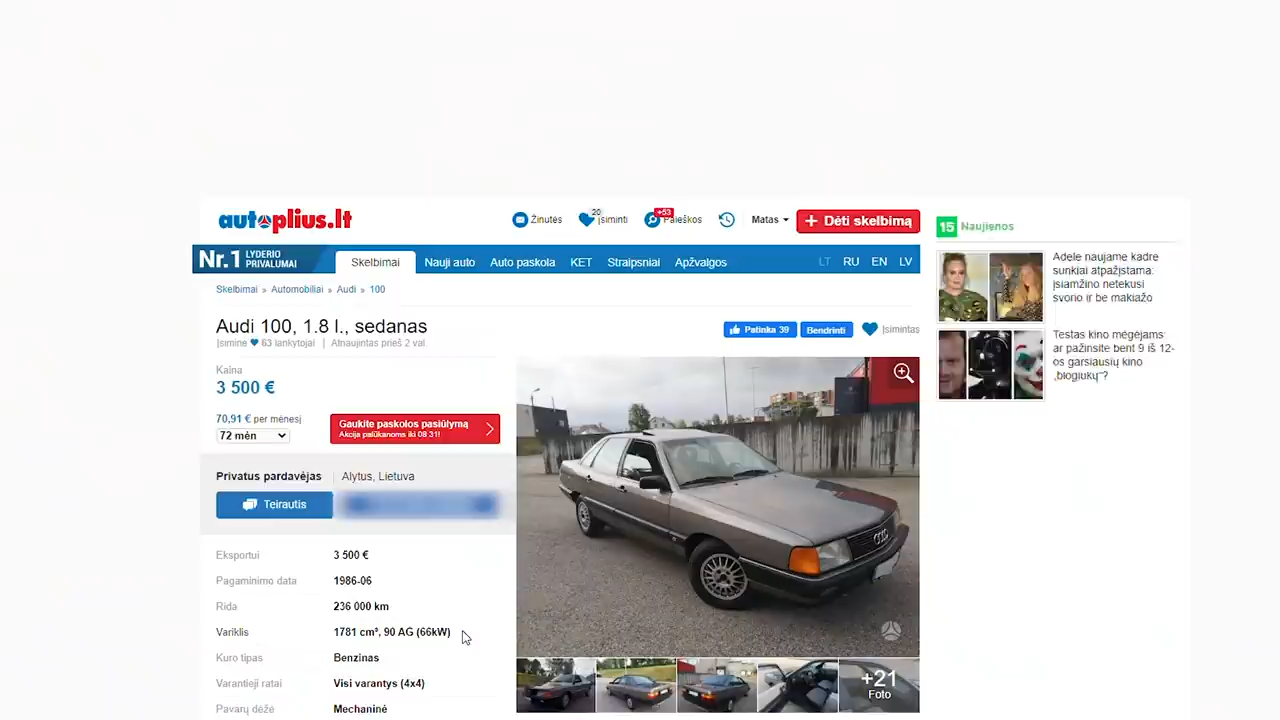 autoplius.lt
Žinutės
20
Įsiminti
+53
Paieškos
Matas
+ Dėti skelbimą
Nr.1 LYDERIO
PRIVALUMAI
Skelbimai
Nauji auto
Auto paskola
KET
Straipsniai
Apžvalgos
LT
RU
EN
LV
Skelbimai » Automobiliai » Audi » 100
Audi 100, 1.8 l., sedanas
Įsiminė 63 lankytojai | Atnaujintas prieš 2 val.
Patinka 39
Bendrinti
Įsimintas
Kaina
3 500 €
70,91 € per mėnesį
72 mėn
Gaukite paskolos pasiūlymą
Akcija palūkanoms iki 08 31!
Privatus pardavėjas
Alytus, Lietuva
Teirautis
Eksportui 3 500 €
Pagaminimo data 1986-06
Rida 236 000 km
Variklis 1781 cm³, 90 AG (66kW)
Kuro tipas Benzinas
Varantieji ratai Visi varantys (4x4)
Pavarų dėžė Mechaninė
+21
Foto
15 Naujienos
Adele naujame kadre
sunkiai atpažįstama:
įsiamžino netekusi
svorio ir be makiažo
Testas kino mėgėjams:
ar pažinsite bent 9 iš 12-
os garsiausių kino
„blogiukų“?